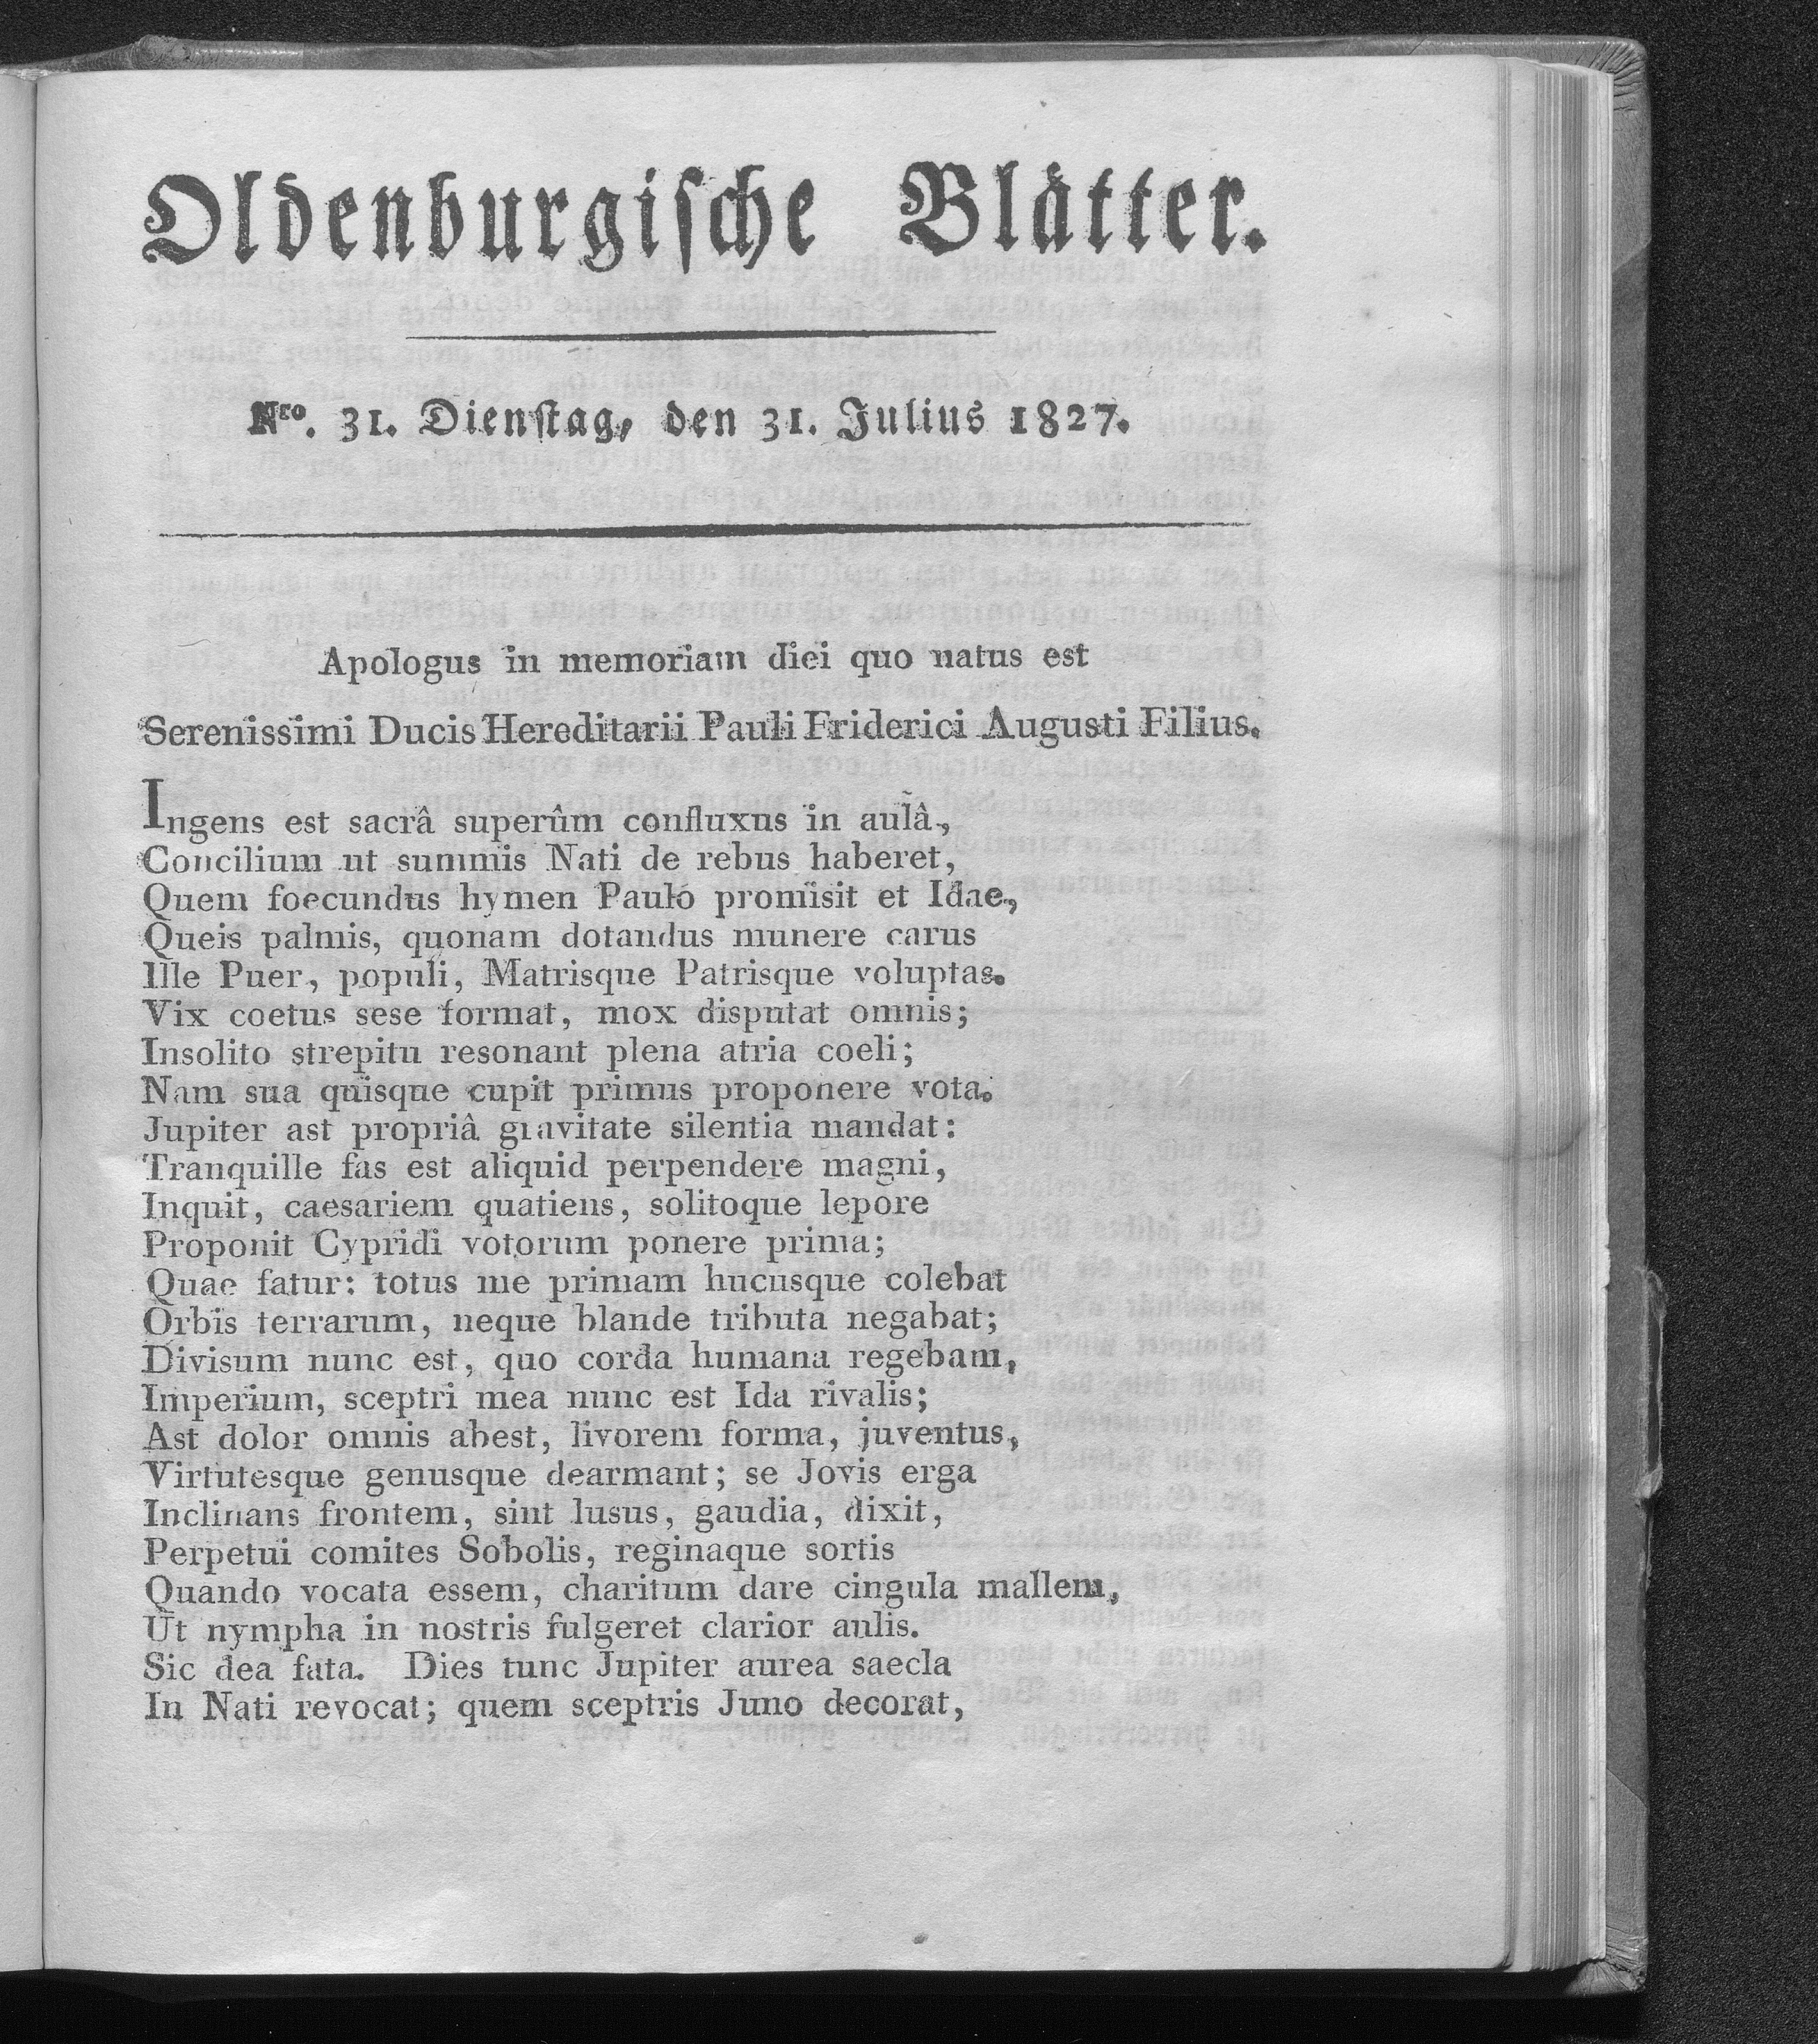 Oldenburgische Blätter.
Nro. 31. Dienſtag, den 31. Julius 1827.
Apologus in memoriam diei quo natus est
Serenissimi Ducis Hereditarii Pauli Friderici Augusti Filius.
Ingens est sacrâ superûm confluxus in aulâ,
Concilium ut summis Nati de rebus haberet,
Quem foecundus hymen Paulo promisit et Idae,
Queis palmis, quonam dotandus munere carus
Ille Puer, populi, Matrisque Patrisque voluptas.
Vix coetus sese format, mox disputat omnis;
Insolito strepitu resonant plena atria coeli;
Nam sua quisque cupit primus proponere vota.
Jupiter ast propriâ gravitate silentia mandat:
Tranquille fas est aliquid perpendere magni,
Inquit, caesariem quatiens, solitoque lepore
Proponit Cypridi votorum ponere prima;
Quae fatur: totus me primam hucusque colebat
Orbis terrarum, neque blande tributa negabat;
Divisum nunc est, quo corda humana regebam,
Imperium, sceptri mea nunc est Ida rivalis;
Ast dolor omnis abest, livorem forma, juventus,
Virtutesque genusque dearmant; se Jovis erga
Inclinans frontem, sint lusus, gaudia, dixit,
Perpetui comites Sobolis, reginaque sortis
Quando vocata essem, charitum dare cingula mallem,
Ut nympha in nostris fulgeret clarior aulis.
Sic dea fata. Dies tunc Jupiter aurea saecla
In Nati revocat; quem sceptris Juno decorat,